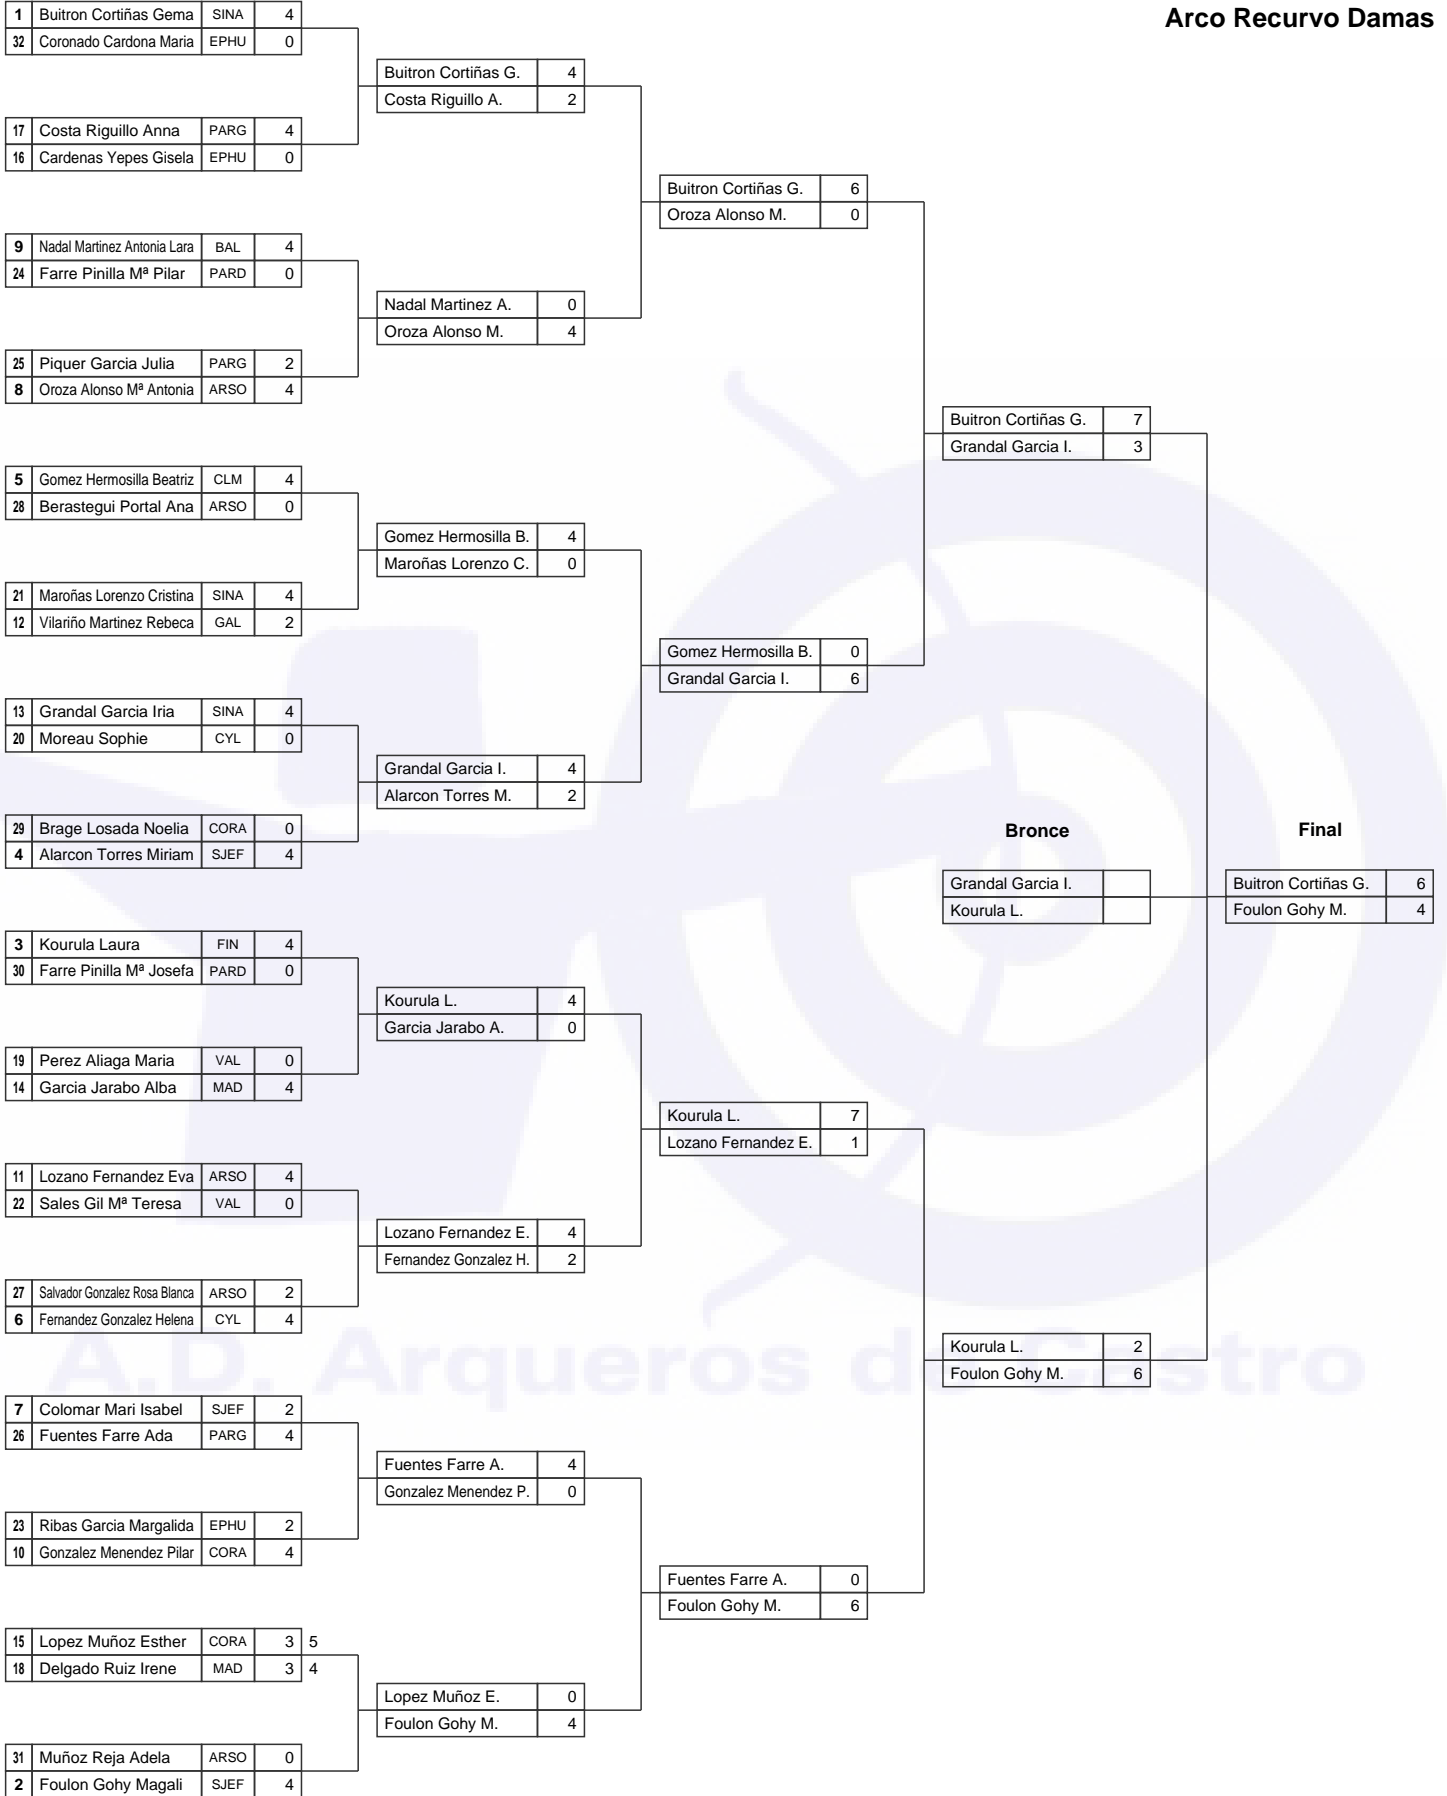 Arco Recurvo Damas
1 Buitron Cortiñas Gema SINA 4
32 Coronado Cardona Maria EPHU 0
Buitron Cortiñas G. 4
Costa Riguillo A. 2
17 Costa Riguillo Anna PARG 4
16 Cardenas Yepes Gisela EPHU 0
Buitron Cortiñas G. 6
Oroza Alonso M. 0
9 Nadal Martinez Antonia Lara BAL 4
24 Farre Pinilla Mª Pilar PARD 0
Nadal Martinez A. 0
Oroza Alonso M. 4
25 Piquer Garcia Julia PARG 2
8 Oroza Alonso Mª Antonia ARSO 4
Buitron Cortiñas G. 7
Grandal Garcia I. 3
5 Gomez Hermosilla Beatriz CLM 4
28 Berastegui Portal Ana ARSO 0
Gomez Hermosilla B. 4
Maroñas Lorenzo C. 0
21 Maroñas Lorenzo Cristina SINA 4
12 Vilariño Martinez Rebeca GAL 2
Gomez Hermosilla B. 0
Grandal Garcia I. 6
13 Grandal Garcia Iria SINA 4
20 Moreau Sophie CYL 0
Grandal Garcia I. 4
Alarcon Torres M. 2
29 Brage Losada Noelia CORA 0
4 Alarcon Torres Miriam SJEF 4
Bronce Final
Grandal Garcia I. Buitron Cortiñas G. 6
Kourula L. Foulon Gohy M. 4
3 Kourula Laura FIN 4
30 Farre Pinilla Mª Josefa PARD 0
Kourula L. 4
Garcia Jarabo A. 0
19 Perez Aliaga Maria VAL 0
14 Garcia Jarabo Alba MAD 4
Kourula L. 7
Lozano Fernandez E. 1
11 Lozano Fernandez Eva ARSO 4
22 Sales Gil Mª Teresa VAL 0
Lozano Fernandez E. 4
Fernandez Gonzalez H. 2
27 Salvador Gonzalez Rosa Blanca ARSO 2
6 Fernandez Gonzalez Helena CYL 4
A.D. Arqueros de Castro
Kourula L. 2
Foulon Gohy M. 6
7 Colomar Mari Isabel SJEF 2
26 Fuentes Farre Ada PARG 4
Fuentes Farre A. 4
Gonzalez Menendez P. 0
23 Ribas Garcia Margalida EPHU 2
10 Gonzalez Menendez Pilar CORA 4
Fuentes Farre A. 0
Foulon Gohy M. 6
15 Lopez Muñoz Esther CORA 3 5
18 Delgado Ruiz Irene MAD 3 4
Lopez Muñoz E. 0
Foulon Gohy M. 4
31 Muñoz Reja Adela ARSO 0
2 Foulon Gohy Magali SJEF 4